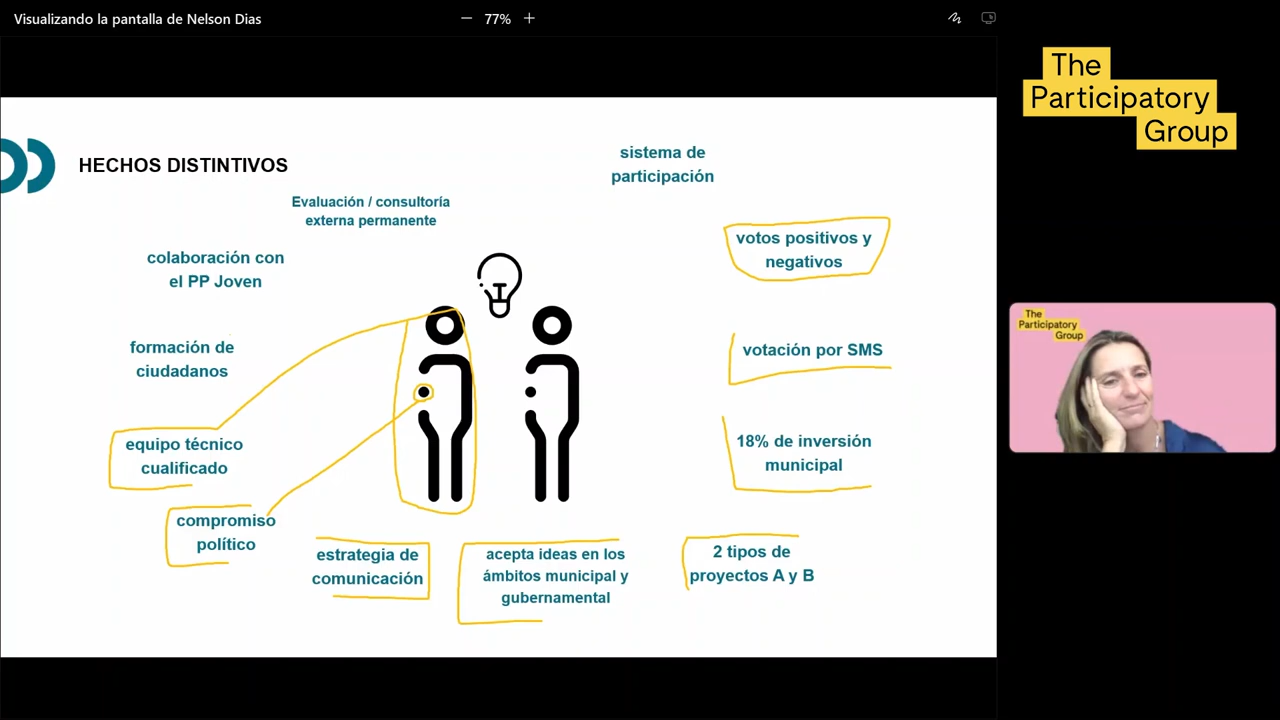 Visualizando la pantalla de Nelson Dias
77%
The
Participatory
Group
HECHOS DISTINTIVOS
sistema de
participación
Evaluación / consultoría
externa permanente
votos positivos y
negativos
colaboración con
el PP Joven
formación de
ciudadanos
votación por SMS
equipo técnico
cualificado
18% de inversión
municipal
compromiso
político
estrategia de
comunicación
acepta ideas en los
ámbitos municipal y
gubernamental
2 tipos de
proyectos A y B
The
Participatory
Group